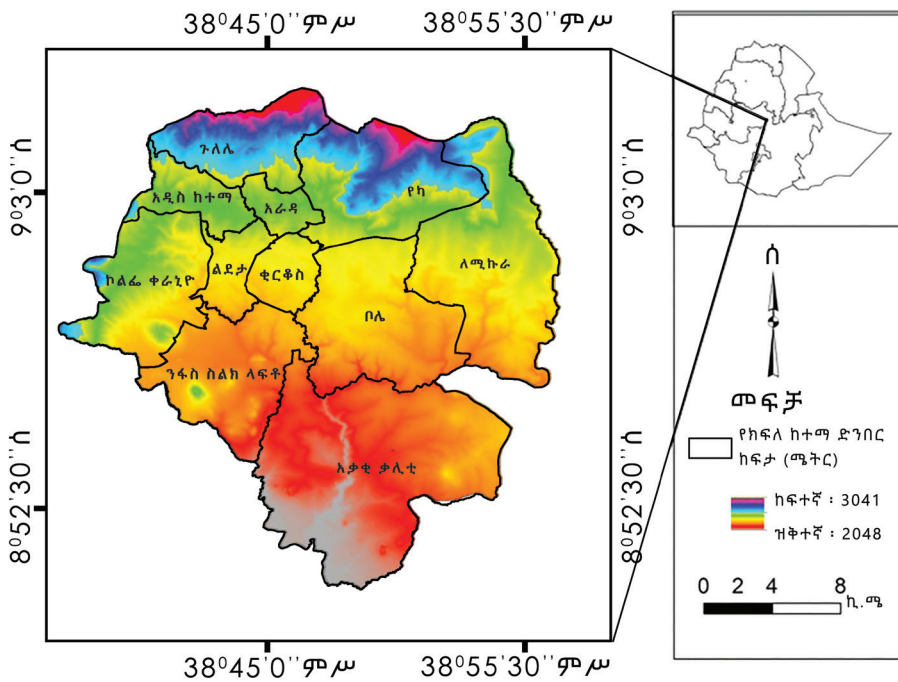 38⁰45'0''ምሥ 38⁰55'30''ምሥ
9⁰3'0''ሰ
8⁰52'30''ሰ
ጉለሌ
የካ
አዲስ ከተማ
አራዳ
ኮልፌ ቀራኒዮ
ልደታ
ቂርቆስ
ለሚኩራ
ቦሌ
ንፋስ ስልክ ላፍቶ
አቃቂ ቃሊቲ
9⁰3'0''ሰ
8⁰52'30''ሰ
38⁰45'0''ምሥ 38⁰55'30''ምሥ
ሰ
መፍቻ
የክፍለ ከተማ ድንበር
ከፍታ (ሜትር)
ከፍተኛ ፡ 3041
ዝቅተኛ ፡ 2048
0 2 4 8
ኪ.ሜ